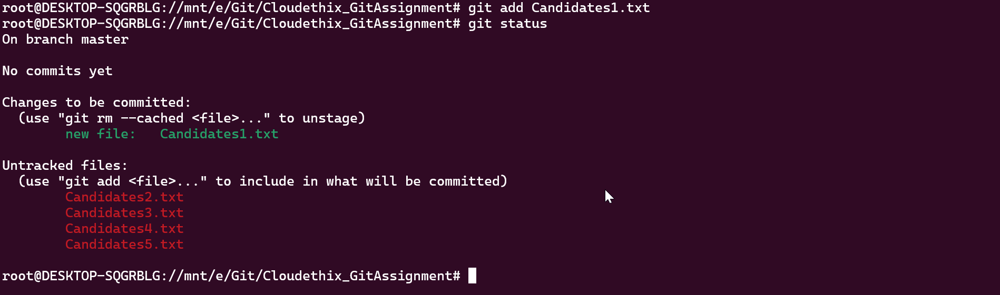 root@DESKTOP-SQGRBLG://mnt/e/Git/Cloudethix_GitAssignment# git add Candidates1.txt
root@DESKTOP-SQGRBLG://mnt/e/Git/Cloudethix_GitAssignment# git status
On branch master

No commits yet

Changes to be committed:
  (use "git rm --cached <file>..." to unstage)
        new file:   Candidates1.txt

Untracked files:
  (use "git add <file>..." to include in what will be committed)
        Candidates2.txt
        Candidates3.txt
        Candidates4.txt
        Candidates5.txt

root@DESKTOP-SQGRBLG://mnt/e/Git/Cloudethix_GitAssignment#